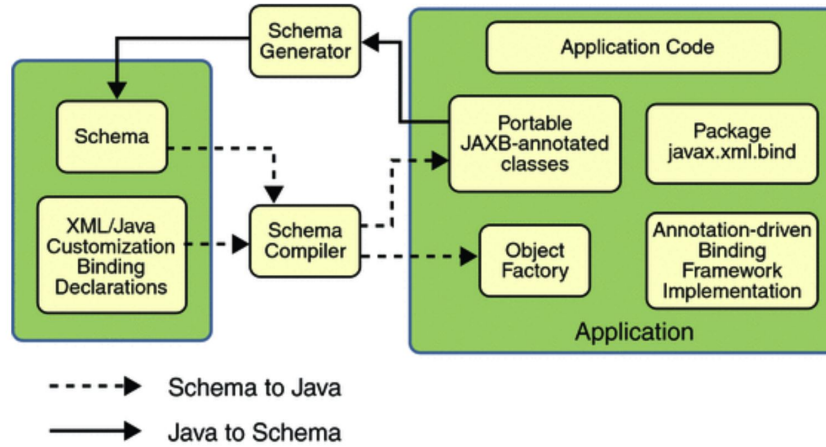 Schema
Generator
Application Code
Schema
Portable
JAXB-annotated
classes
Package
javax.xml.bind
XML/Java
Customization
Binding
Declarations
Schema
Compiler
Object
Factory
Annotation-driven
Binding
Framework
Implementation
Application
Schema to Java
Java to Schema